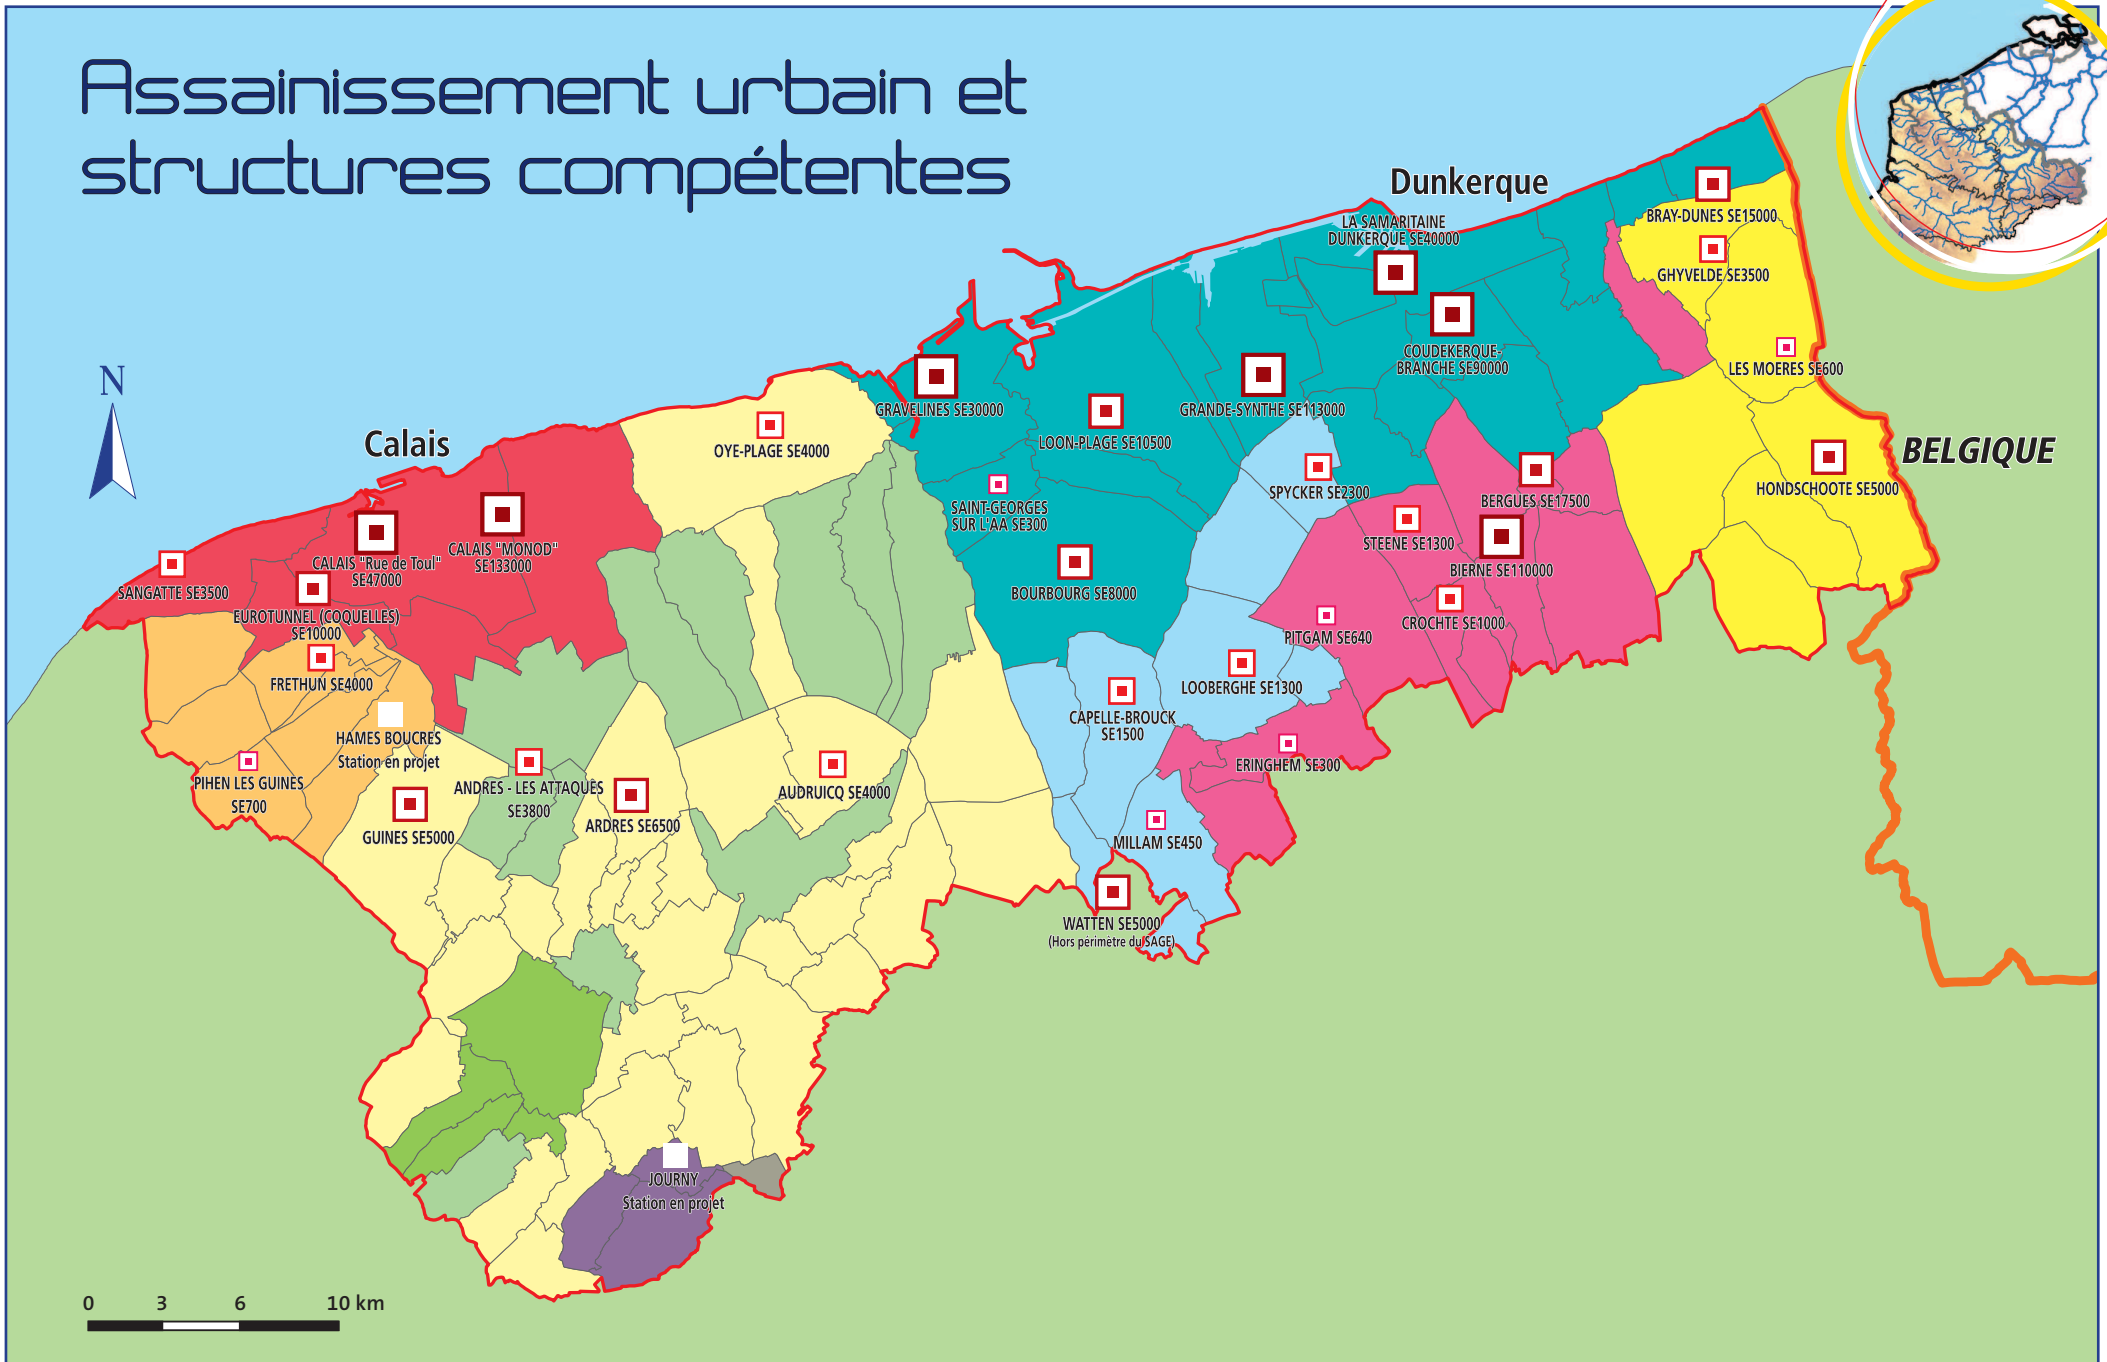 Assainissement urbain et
structures compétentes
Dunkerque
LA SAMARITAINE
DUNKERQUE SE40000
BRAY-DUNES SE15000
GHYVELDE SE3500
COUDEKERQUE-
BRANCHE SE90000
LES MOERES SE600
N
GRAVELINES SE30000
GRANDE-SYNTHE SE113000
LOON-PLAGE SE10500
Calais
OYE-PLAGE SE4000
BELGIQUE
HONDSCHOOTE SE5000
SPYCKER SE2300
BERGUES SE17500
SAINT-GEORGES
SUR L'AA SE300
STEENE SE1300
CALAIS "MONOD"
SE133000
CALAIS "Rue de Toul"
SE47000
BIERNE SE110000
SANGATTE SE3500
BOURBOURG SE8000
EUROTUNNEL (COQUELLES)
SE10000
CROCHTE SE1000
PITGAM SE640
FRETHUN SE4000
LOOBERGHE SE1300
CAPELLE-BROUCK
SE1500
HAMES BOUCRES
Station en projet
ERINGHEM SE300
PIHEN LES GUINES
SE700
ANDRES - LES ATTAQUES
SE3800
AUDRUICQ SE4000
ARDRES SE6500
GUINES SE5000
MILLAM SE450
WATTEN SE5000
(Hors périmètre du SAGE)
JOURNY
Station en projet
0 3 6 10 km